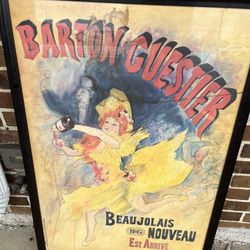 BARTON GUESTIER
BEAUJOLAIS
B&G NOUVEAU
EST ARRIVÉ